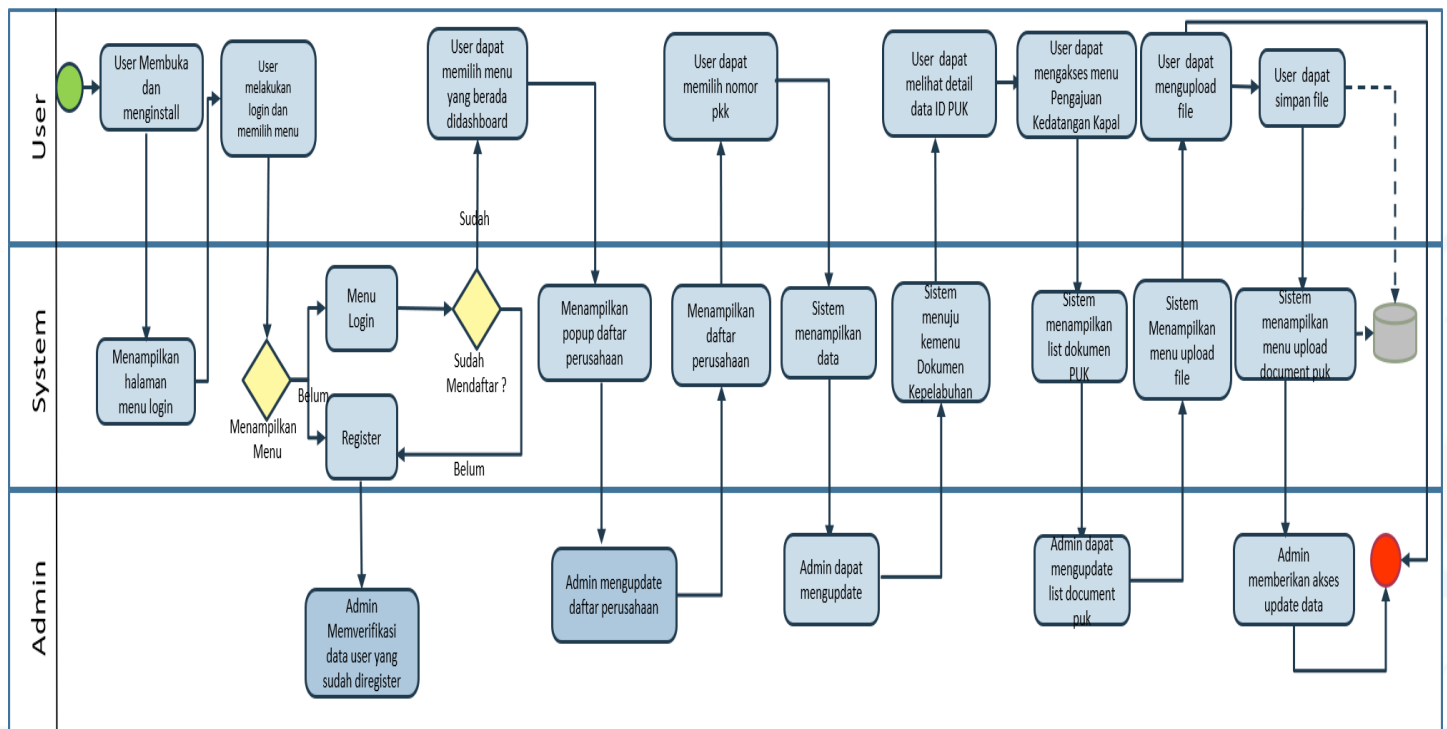 User
User Membuka
dan
menginstall
User
melakukan
login dan
memilih menu
User dapat
memilih menu
yang berada
didashboard
User dapat
memilih nomor
pkk
User dapat
melihat detail
data ID PUK
User dapat
mengakses menu
Pengajuan
Kedatangan Kapal
User dapat
mengupload
file
User dapat
simpan file
Sudah
System
Menampilkan
halaman
menu login
Menampilkan
Menu
Belum
Menu
Login
Register
Sudah
Mendaftar ?
Belum
Menampilkan
popup daftar
perusahaan
Menampilkan
daftar
perusahaan
Sistem
menampilkan
data
Sistem
menuju
kemenu
Dokumen
Kepelabuhan
Sistem
menampilkan
list dokumen
PUK
Sistem
Menampilkan
menu upload
file
Sistem
menampilkan
menu upload
document puk
Admin
Admin
Memverifikasi
data user yang
sudah diregister
Admin mengupdate
daftar perusahaan
Admin dapat
mengupdate
Admin dapat
mengupdate
list document
puk
Admin
memberikan akses
update data